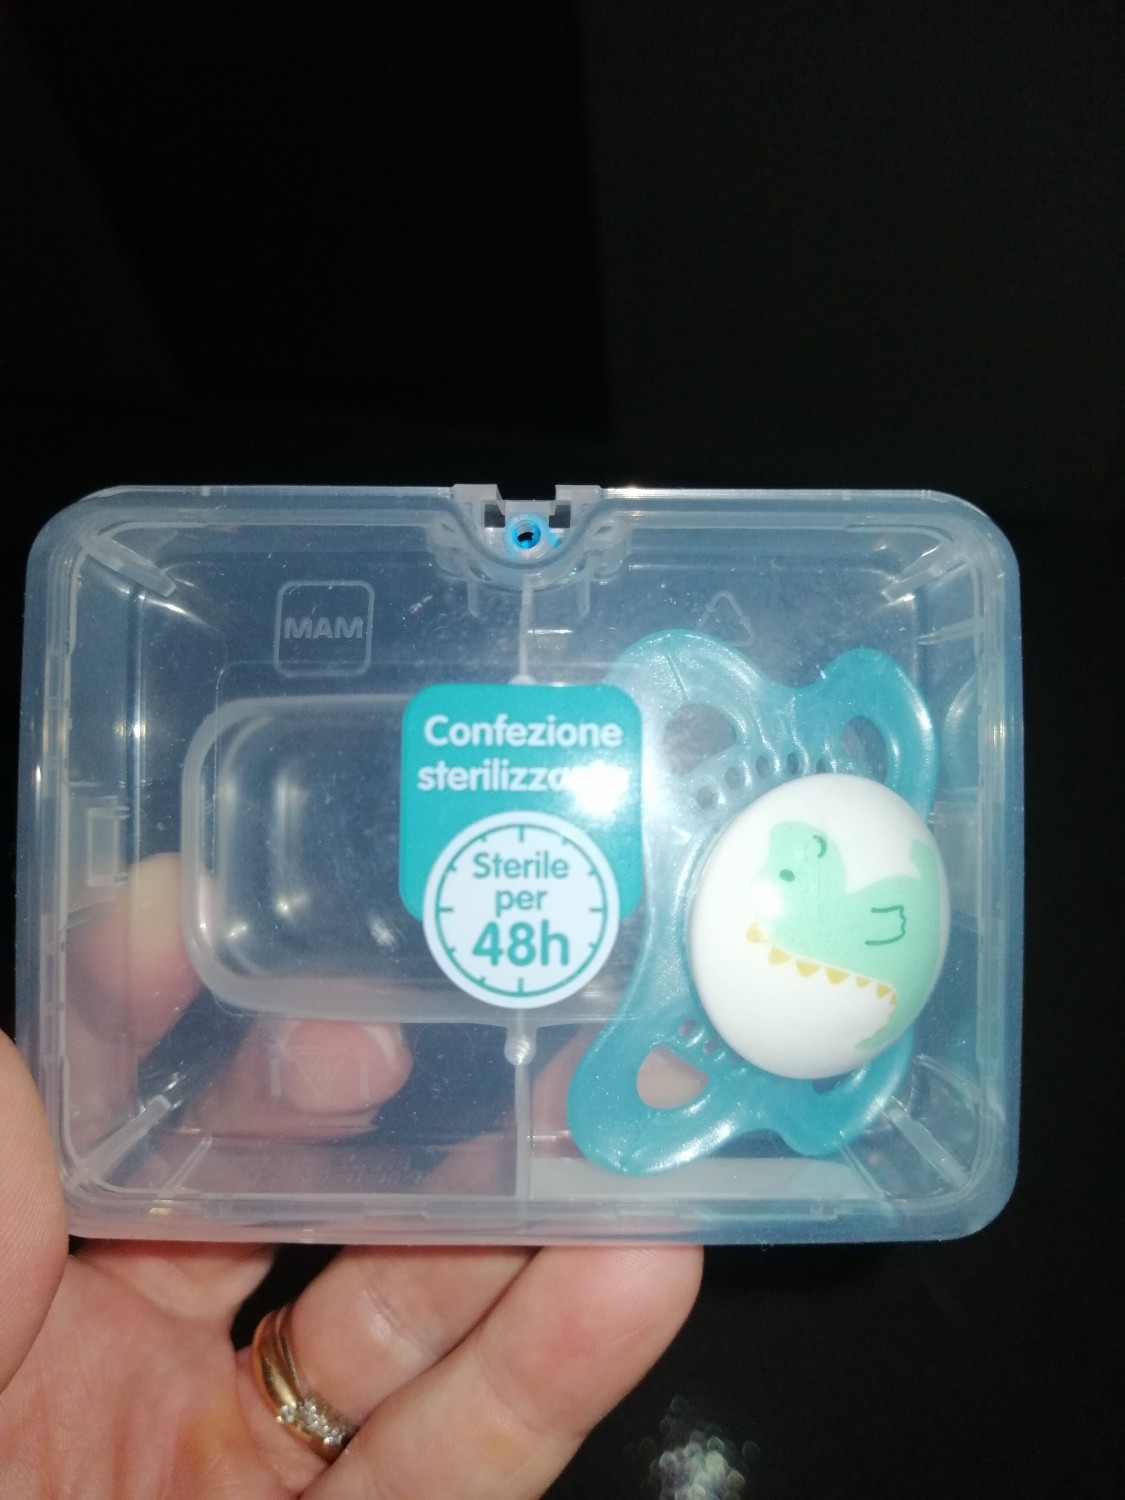 MAM
Confezione
Sterile
per
48h